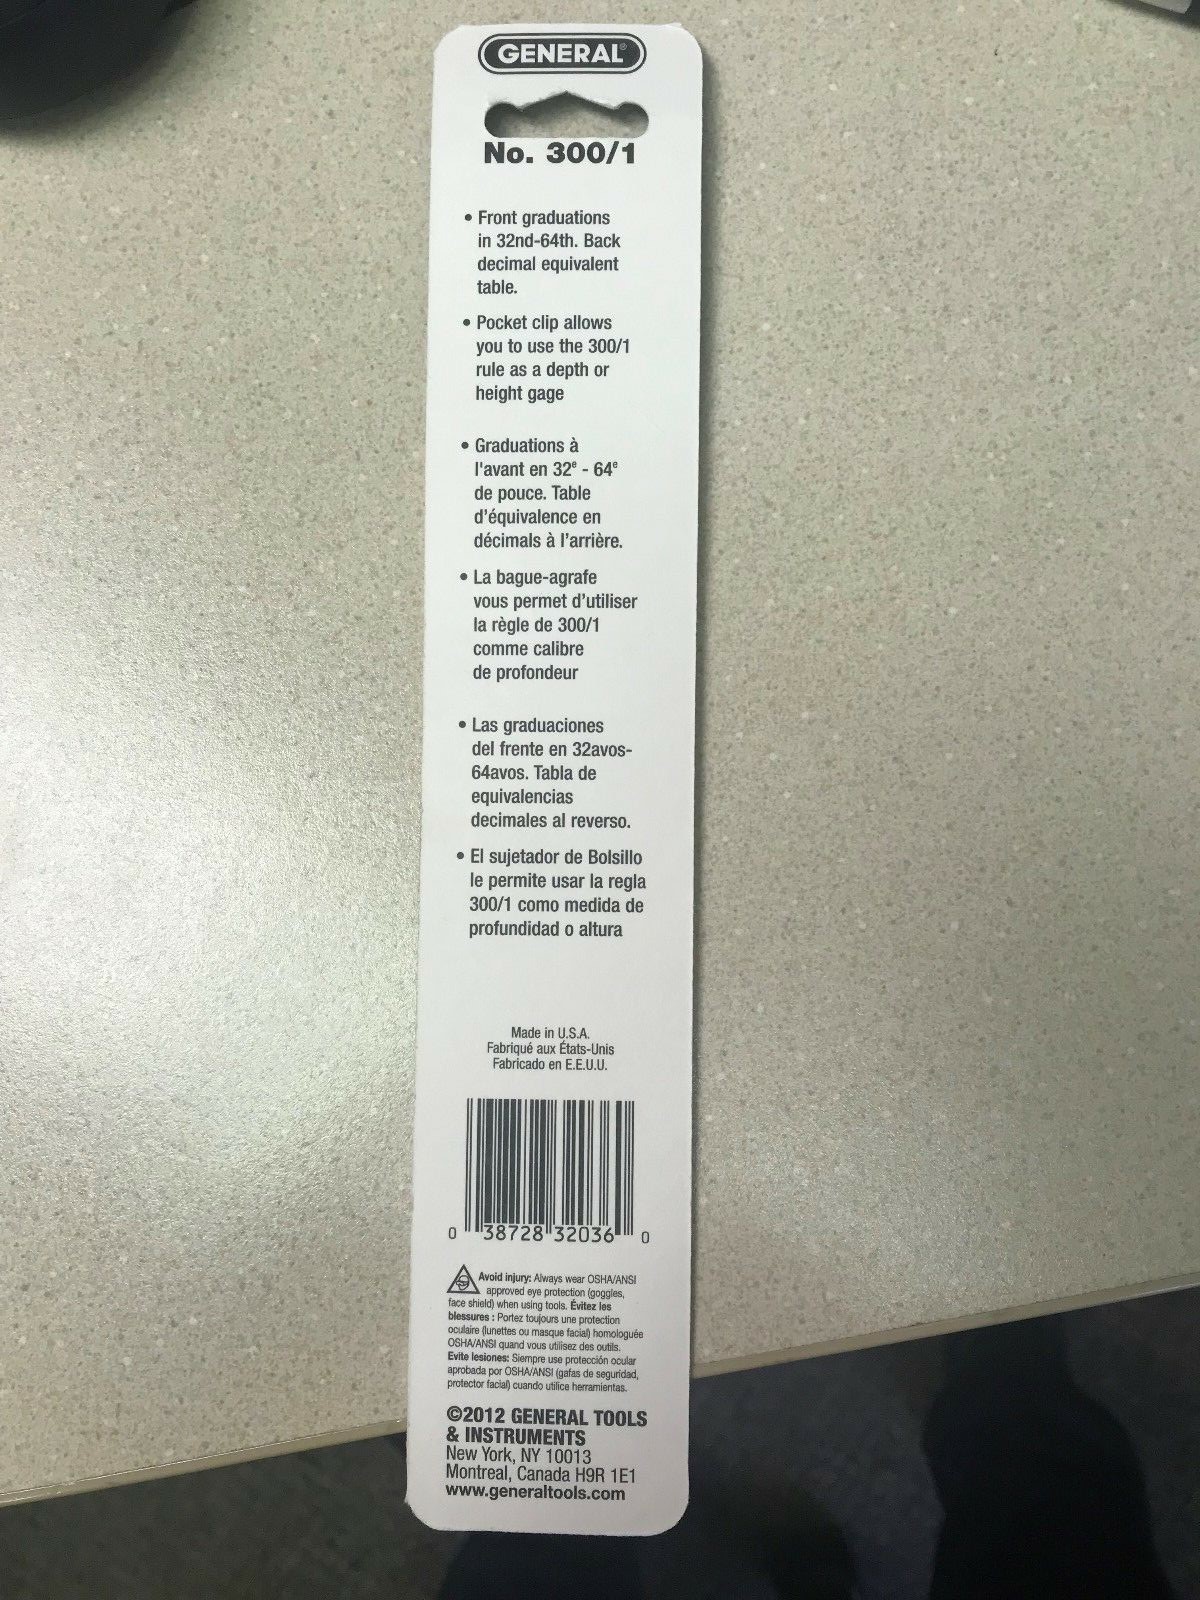 GENERAL®
No. 300/1
• Front graduations
in 32nd-64th. Back
decimal equivalent
table.
• Pocket clip allows
you to use the 300/1
rule as a depth or
height gage
• Graduations à
l'avant en 32e - 64e
de pouce. Table
d'équivalence en
décimals à l'arrière.
• La bague-agrafe
vous permet d'utiliser
la règle de 300/1
comme calibre
de profondeur
• Las graduaciones
del frente en 32avos-
64avos. Tabla de
equivalencias
decimales al reverso.
• El sujetador de Bolsillo
le permite usar la regla
300/1 como medida de
profundidad o altura
Made in U.S.A.
Fabriqué aux États-Unis
Fabricado en E.E.U.U.
0 38728 32036 0
Avoid injury: Always wear OSHA/ANSI
approved eye protection (goggles,
face shield) when using tools. Évitez les
blessures : Portez toujours une protection
oculaire (lunettes ou masque facial) homologuée
OSHA/ANSI quand vous utilisez des outils.
Evite lesiones: Siempre use protección ocular
aprobada por OSHA/ANSI (gafas de seguridad,
protector facial) cuando utilice herramientas.
©2012 GENERAL TOOLS
& INSTRUMENTS
New York, NY 10013
Montreal, Canada H9R 1E1
www.generaltools.com